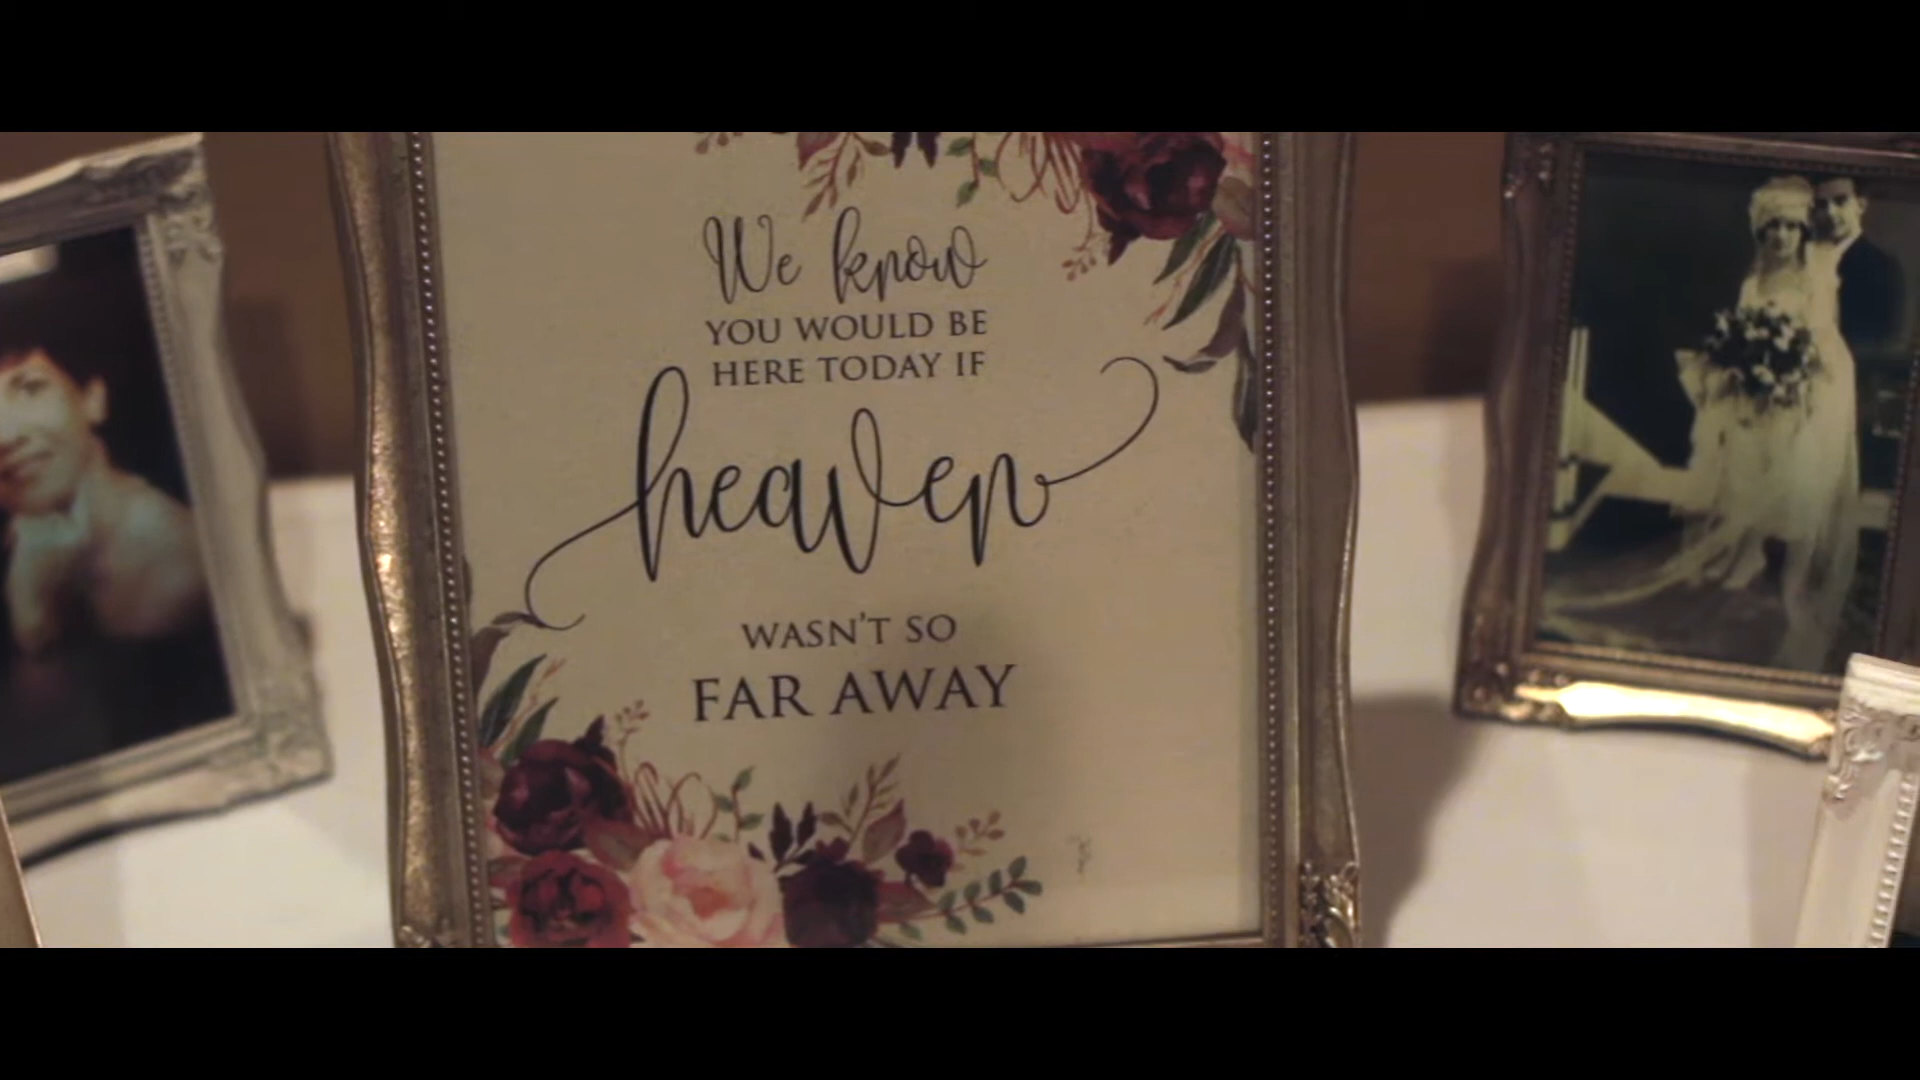 We know
YOU WOULD BE
HERE TODAY IF
heaven
WASN'T SO
FAR AWAY